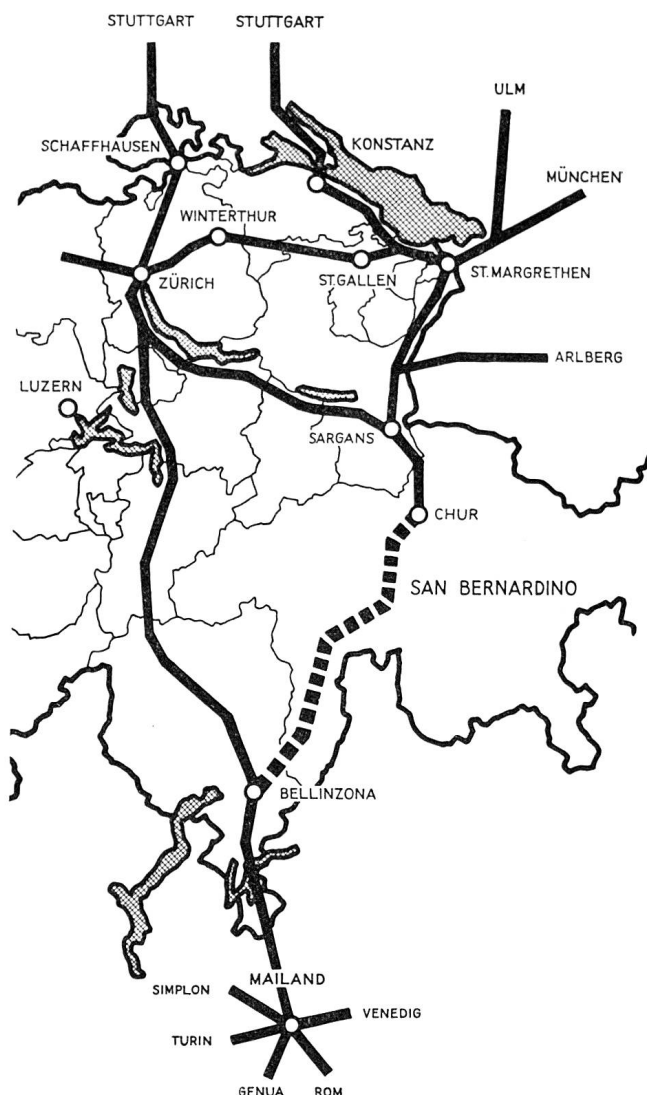 STUTTGART
STUTTGART
ULM
KONSTANZ
SCHAFFHAUSEN
MÜNCHEN
WINTERTHUR
ZÜRICH
ST.GALLEN
ST.MARGRETHEN
ARLBERG
LUZERN
SARGANS
CHUR
SAN BERNARDINO
BELLINZONA
MAILAND
SIMPLON
VENEDIG
TURIN
GENUA
ROM